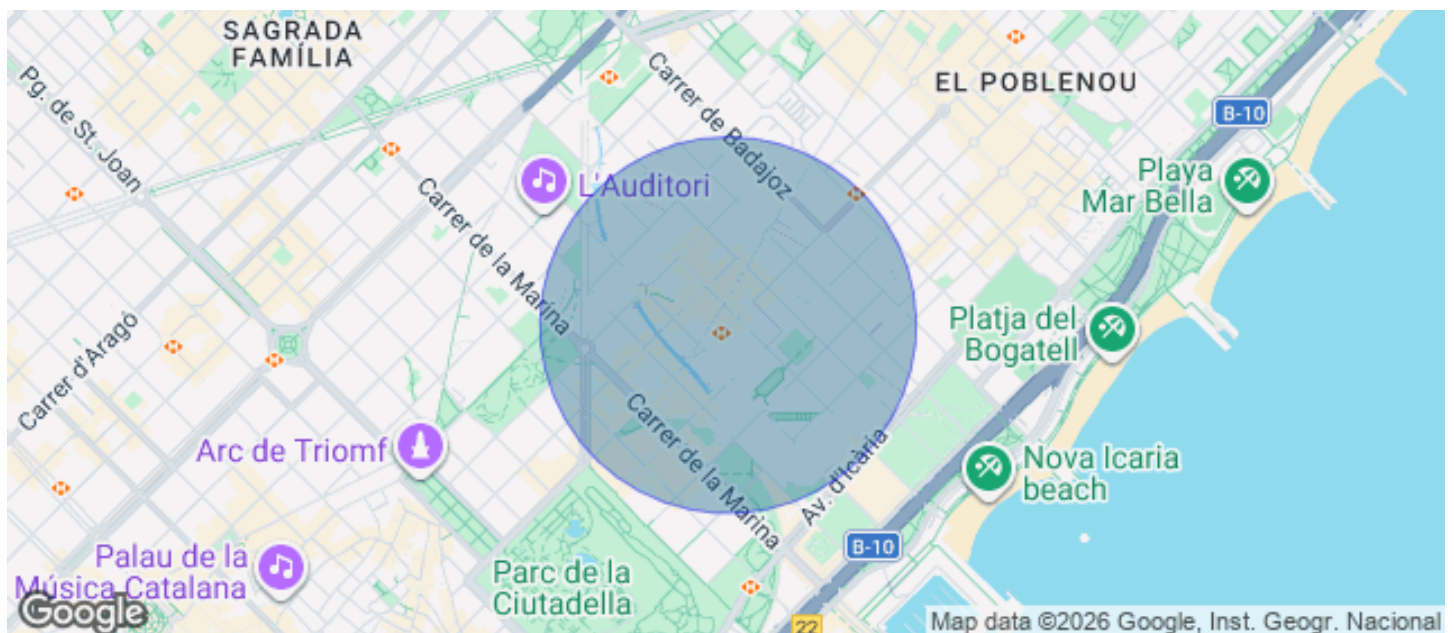 SAGRADA
FAMÍLIA
EL POBLENOU
Pg. de St. Joan
Carrer de Badajoz
B-10
L'Auditori
Playa
Mar Bella
Carrer de la Marina
Platja del
Bogatell
Carrer d'Aragó
Arc de Triomf
Carrer de la Marina
Av. d'Icària
Nova Icaria
beach
B-10
Palau de la
Música Catalana
Parc de la
Ciutadella
Google
22
Map data ©2026 Google, Inst. Geogr. Nacional